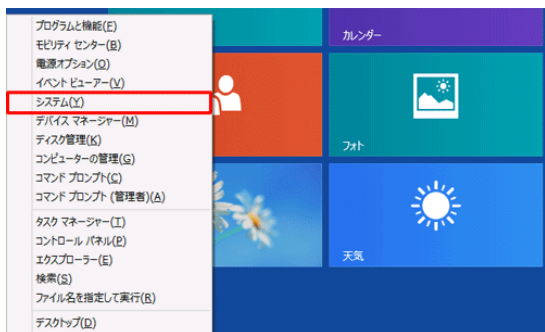 プログラムと機能(F)
モビリティ センター(B)
電源オプション(O)
イベント ビューアー(V)
システム(Y)
デバイス マネージャー(M)
ディスク管理(K)
コンピューターの管理(G)
コマンド プロンプト(C)
コマンド プロンプト (管理者)(A)
タスク マネージャー(T)
コントロール パネル(P)
エクスプローラー(E)
検索(S)
ファイル名を指定して実行(R)
デスクトップ(D)
カレンダー
フォト
天気